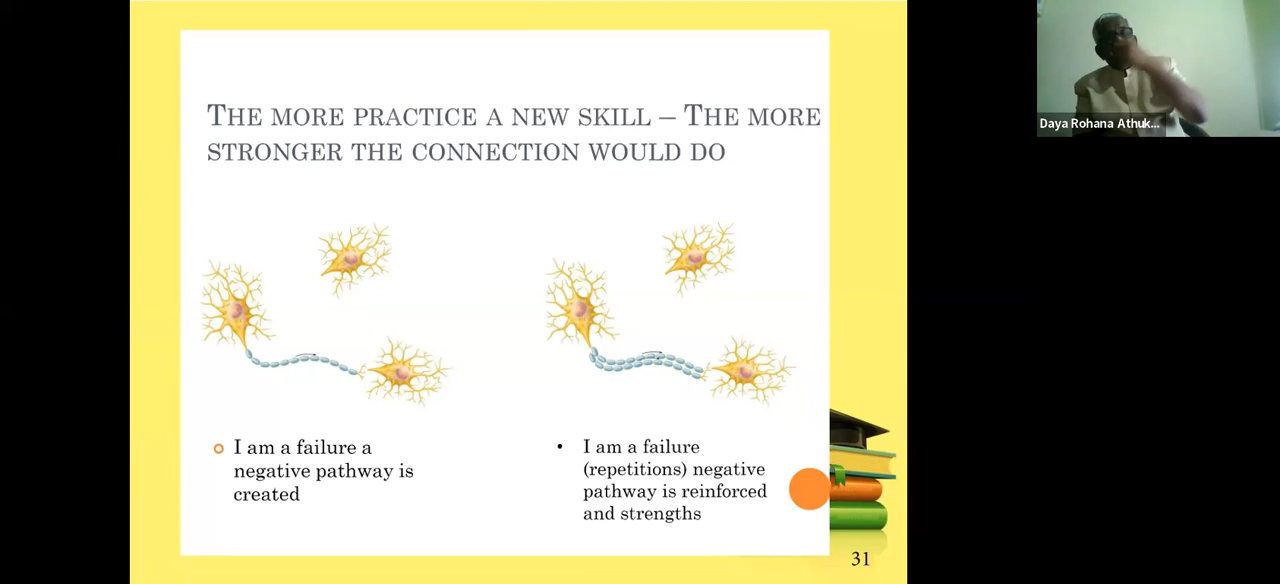 THE MORE PRACTICE A NEW SKILL – THE MORE
STRONGER THE CONNECTION WOULD DO
I am a failure a
negative pathway is
created
• I am a failure
(repetitions) negative
pathway is reinforced
and strengths
31
Daya Rohana Athuk...